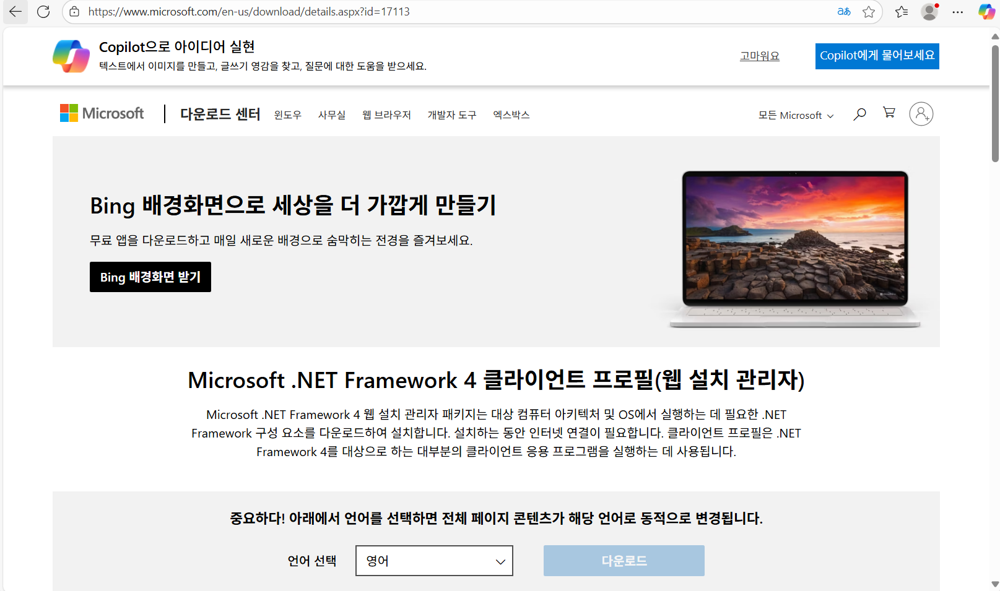 https://www.microsoft.com/en-us/download/details.aspx?id=17113
Copilot으로 아이디어 실현
텍스트에서 이미지를 만들고, 글쓰기 영감을 찾고, 질문에 대한 도움을 받으세요.
고마워요
Copilot에게 물어보세요
Microsoft
다운로드 센터
윈도우
사무실
웹 브라우저
개발자 도구
엑스박스
모든 Microsoft
Bing 배경화면으로 세상을 더 가깝게 만들기
무료 앱을 다운로드하고 매일 새로운 배경으로 숨막히는 전경을 즐겨보세요.
Bing 배경화면 받기
Microsoft .NET Framework 4 클라이언트 프로필(웹 설치 관리자)
Microsoft .NET Framework 4 웹 설치 관리자 패키지는 대상 컴퓨터 아키텍처 및 OS에서 실행하는 데 필요한 .NET
Framework 구성 요소를 다운로드하여 설치합니다. 설치하는 동안 인터넷 연결이 필요합니다. 클라이언트 프로필은 .NET
Framework 4를 대상으로 하는 대부분의 클라이언트 응용 프로그램을 실행하는 데 사용됩니다.
중요하다! 아래에서 언어를 선택하면 전체 페이지 콘텐츠가 해당 언어로 동적으로 변경됩니다.
언어 선택
영어
다운로드